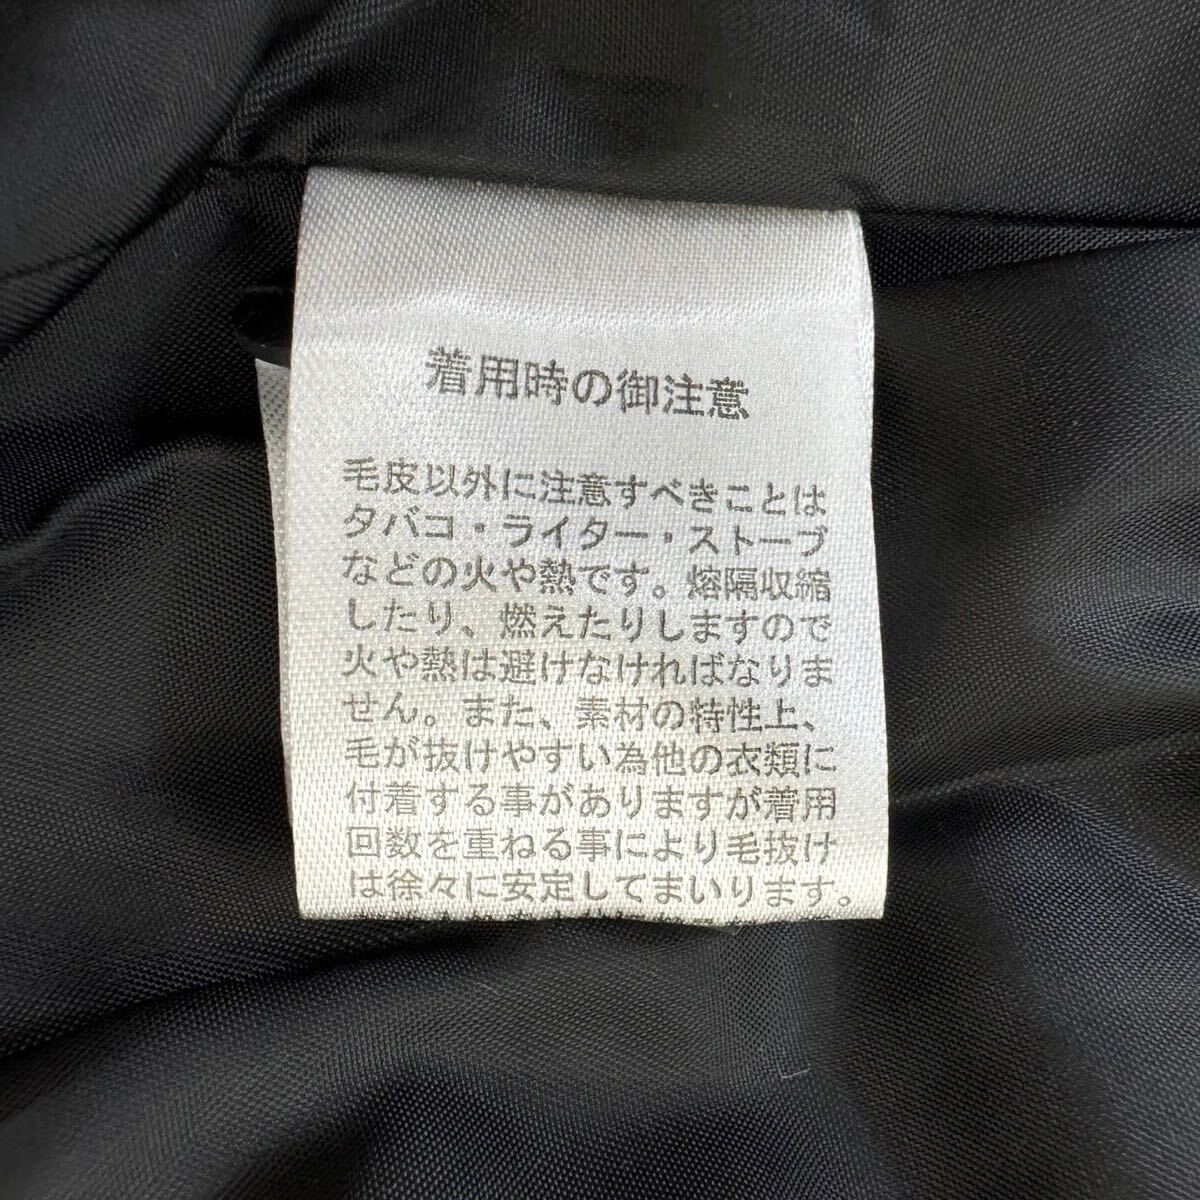 着用時の御注意
毛皮以外に注意すべきことは
タバコ・ライター・ストーブ
などの火や熱です。熔隔収縮
したり、燃えたりしますので
火や熱は避けなければなりま
せん。また、素材の特性上、
毛が抜けやすい為他の衣類に
付着する事がありますが着用
回数を重ねる事により毛抜け
は徐々に安定してまいります。